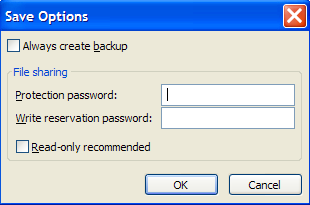 Save Options
Always create backup
File sharing
Protection password:
Write reservation password:
Read-only recommended
OK Cancel